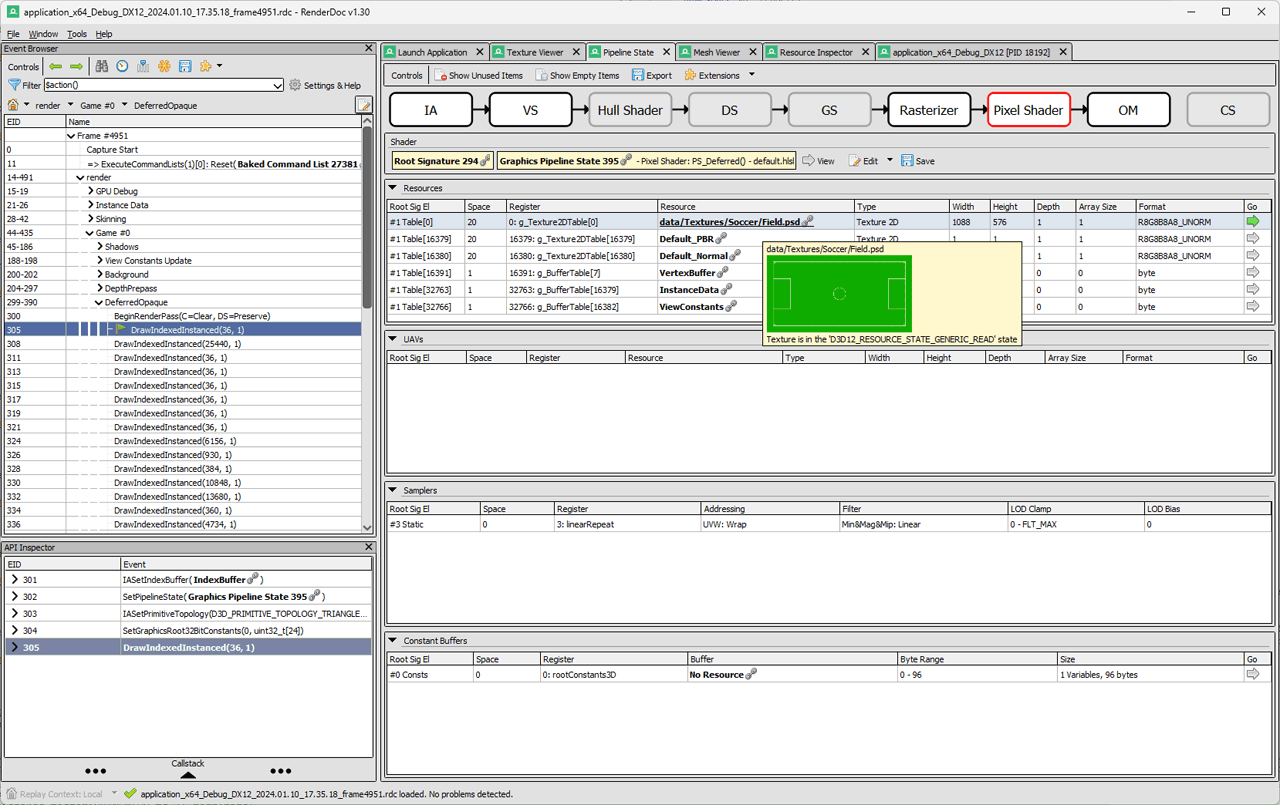 application_x64_Debug_DX12_2024.01.10_17.35.18_frame4951.rdc - RenderDoc v1.30
File Window Tools Help
Event Browser
Controls
Filter $action() Settings & Help
render Game #0 DeferredOpaque
EID Name
Frame #4951
0 Capture Start
11 => ExecuteCommandLists(1)[0]: Reset(Baked Command List 27381
14-491 render
15-19 GPU Debug
21-26 Instance Data
28-42 Skinning
44-435 Game #0
45-186 Shadows
188-198 View Constants Update
200-202 Background
204-297 DepthPrepass
299-390 DeferredOpaque
300 BeginRenderPass(C=Clear, DS=Preserve)
305 DrawIndexedInstanced(36, 1)
308 DrawIndexedInstanced(25440, 1)
311 DrawIndexedInstanced(36, 1)
313 DrawIndexedInstanced(36, 1)
315 DrawIndexedInstanced(36, 1)
317 DrawIndexedInstanced(36, 1)
319 DrawIndexedInstanced(36, 1)
321 DrawIndexedInstanced(36, 1)
324 DrawIndexedInstanced(6156, 1)
326 DrawIndexedInstanced(930, 1)
328 DrawIndexedInstanced(384, 1)
330 DrawIndexedInstanced(10848, 1)
332 DrawIndexedInstanced(13680, 1)
334 DrawIndexedInstanced(360, 1)
336 DrawIndexedInstanced(4734, 1)
API Inspector
EID Event
301 IASetIndexBuffer(IndexBuffer)
302 SetPipelineState(Graphics Pipeline State 395)
303 IASetPrimitiveTopology(D3D_PRIMITIVE_TOPOLOGY_TRIANGLE...
304 SetGraphicsRoot32BitConstants(0, uint32_t[24])
305 DrawIndexedInstanced(36, 1)
Callstack
Launch Application Texture Viewer Pipeline State Mesh Viewer Resource Inspector application_x64_Debug_DX12 [PID 18192]
Controls Show Unused Items Show Empty Items Export Extensions
IA VS Hull Shader DS GS Rasterizer Pixel Shader OM CS
Shader
Root Signature 294 Graphics Pipeline State 395 - Pixel Shader: PS_Deferred() - default.hlsl View Edit Save
Resources
Root Sig El Space Register Resource Type Width Height Depth Array Size Format Go
#1 Table[0] 20 0: g_Texture2DTable[0] data/Textures/Soccer/Field.psd Texture 2D 1088 576 1 1 R8G8B8A8_UNORM
#1 Table[16379] 20 16379: g_Texture2DTable[16379] Default_PBR Texture 2D 1 1 1 1 R8G8B8A8_UNORM
#1 Table[16380] 20 16380: g_Texture2DTable[16380] Default_Normal 1 1 R8G8B8A8_UNORM
#1 Table[16391] 1 16391: g_BufferTable[7] VertexBuffer 0 0 byte
#1 Table[32763] 1 32763: g_BufferTable[16379] InstanceData 0 0 byte
#1 Table[32766] 1 32766: g_BufferTable[16382] ViewConstants 0 0 byte
data/Textures/Soccer/Field.psd
Texture is in the 'D3D12_RESOURCE_STATE_GENERIC_READ' state
UAVs
Root Sig El Space Register Resource Type Width Height Depth Array Size Format Go
Samplers
Root Sig El Space Register Addressing Filter LOD Clamp LOD Bias
#3 Static 0 3: linearRepeat UVW: Wrap Min&Mag&Mip: Linear 0 - FLT_MAX 0
Constant Buffers
Root Sig El Space Register Buffer Byte Range Size Go
#0 Consts 0 0: rootConstants3D No Resource 0 - 96 1 Variables, 96 bytes
Replay Context: Local application_x64_Debug_DX12_2024.01.10_17.35.18_frame4951.rdc loaded. No problems detected.